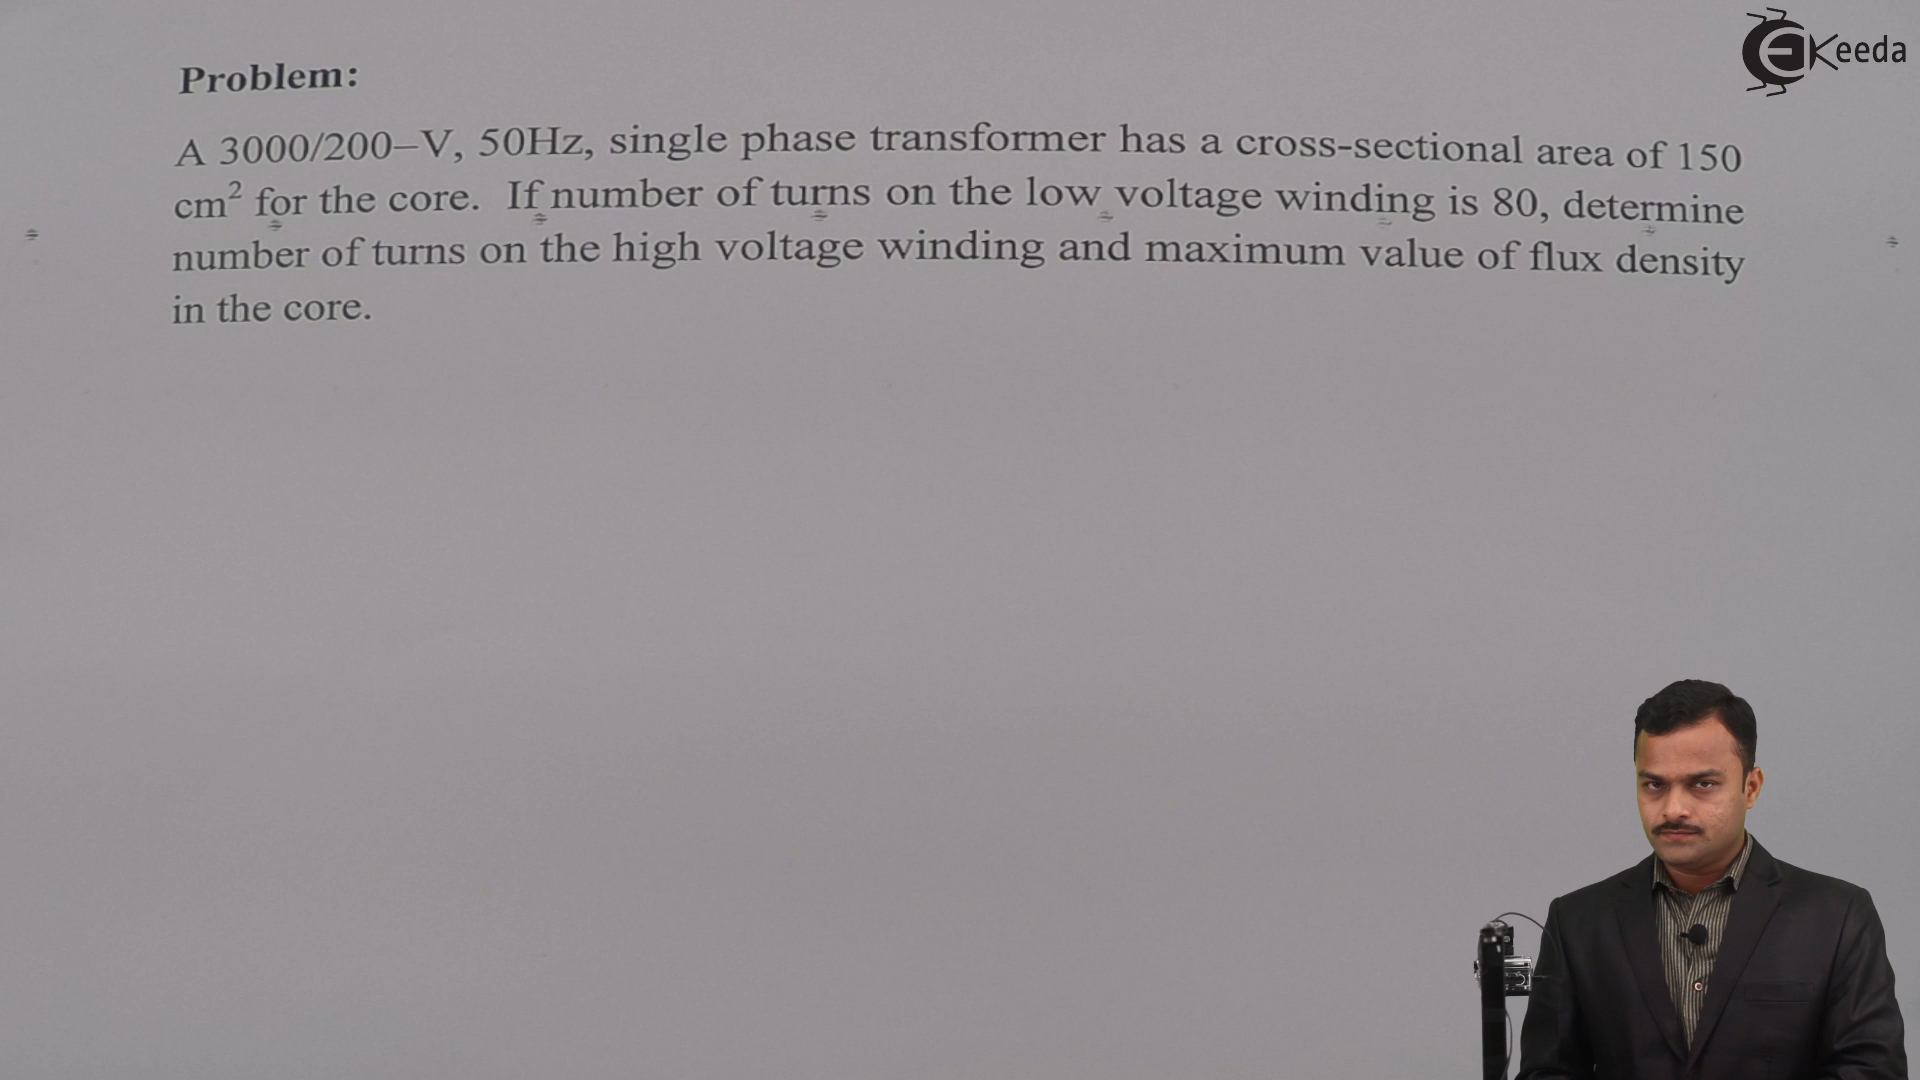 Keeda
Problem:
A 3000/200–V, 50Hz, single phase transformer has a cross-sectional area of 150
cm² for the core. If number of turns on the low voltage winding is 80, determine
number of turns on the high voltage winding and maximum value of flux density
in the core.